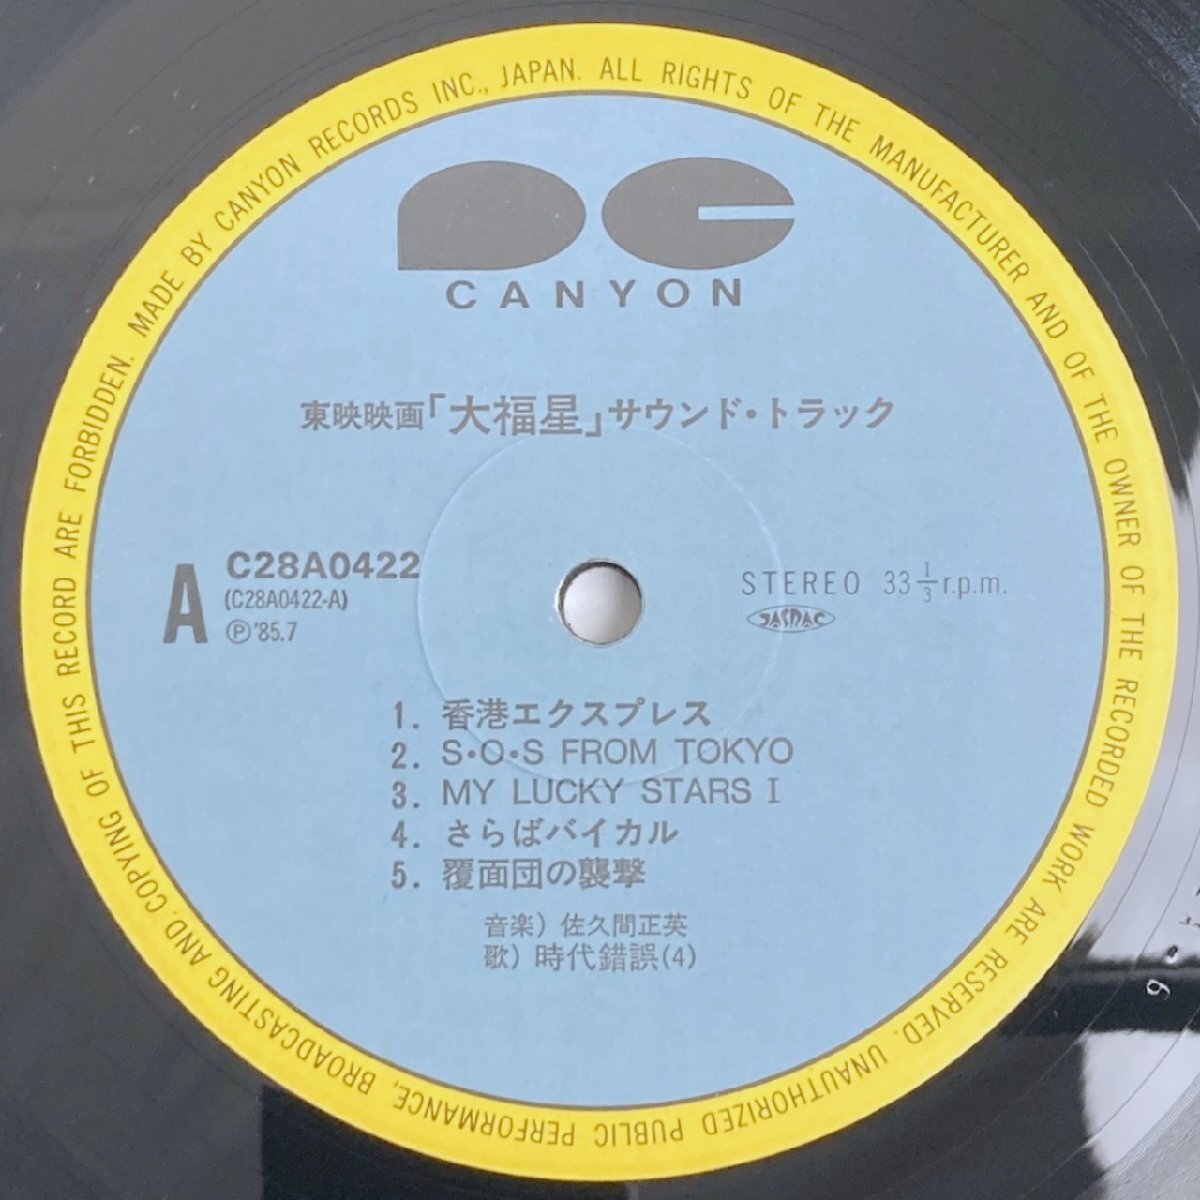 MADE BY CANYON RECORDS INC., JAPAN. ALL RIGHTS OF THE MANUFACTURER AND OF THE OWNER OF THE RECORDED WORK ARE RESERVED. UNAUTHORIZED PUBLIC PERFORMANCE, BROADCASTING AND COPYING OF THIS RECORD ARE FORBIDDEN.
CANYON
東映映画「大福星」サウンド・トラック
A
C28A0422
(C28A0422-A)
Ⓟ'85.7
STEREO 33 1/3 r.p.m.
JASRAC
1. 香港エクスプレス
2. S・O・S FROM TOKYO
3. MY LUCKY STARS I
4. さらばバイカル
5. 覆面団の襲撃
音楽) 佐久間正英
歌) 時代錯誤(4)